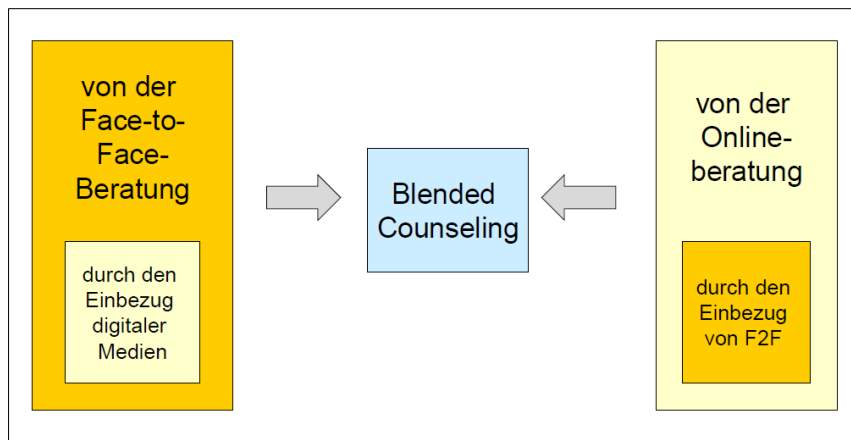 von der
Face-to-
Face-
Beratung
durch den
Einbezug
digitaler
Medien
Blended
Counseling
von der
Online-
beratung
durch den
Einbezug
von F2F